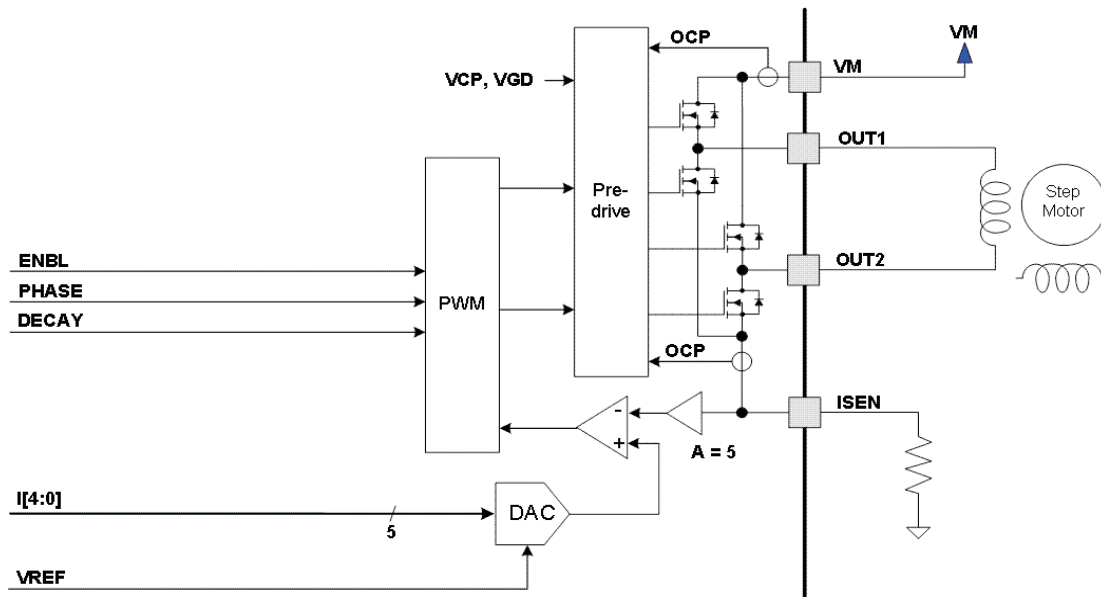 OCP
VM
VM
VCP, VGD
OUT1
Pre-
drive
Step
Motor
ENBL
OUT2
PHASE
PWM
DECAY
OCP
ISEN
-
+
A = 5
I[4:0]
5
DAC
VREF